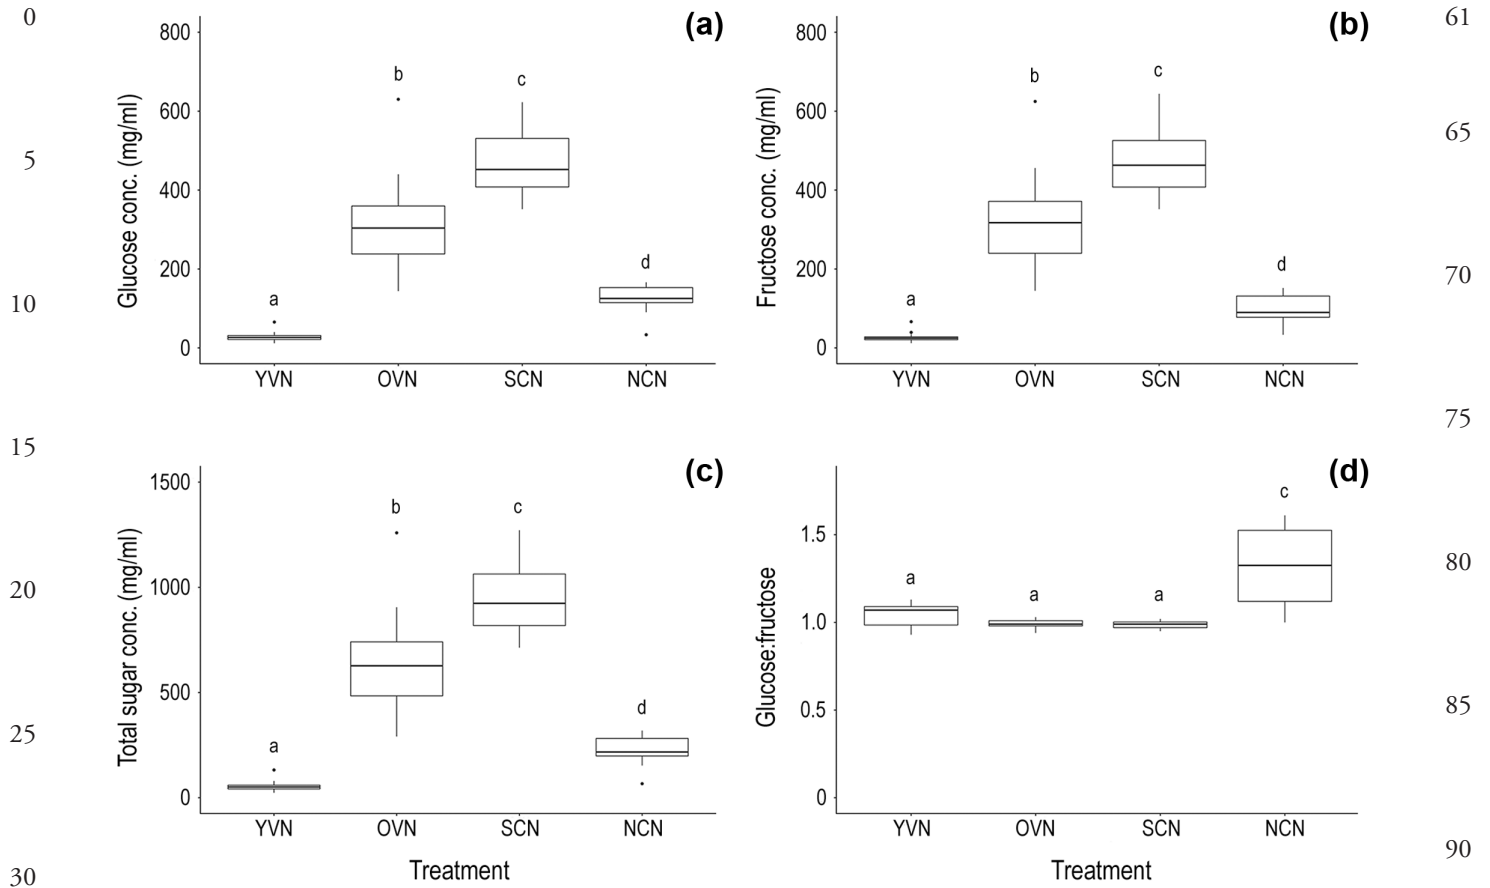 0
5
10
15
20
25
30
(a)
Glucose conc. (mg/ml)
800
600
400
200
0
a
b
c
d
YVN OVN SCN NCN
(b)
Fructose conc. (mg/ml)
800
600
400
200
0
a
b
c
d
YVN OVN SCN NCN
(c)
Total sugar conc. (mg/ml)
1500
1000
500
0
a
b
c
d
YVN OVN SCN NCN
Treatment
(d)
Glucose:fructose
1.5
1.0
0.5
0
a
a
a
c
YVN OVN SCN NCN
Treatment
61
65
70
75
80
85
90